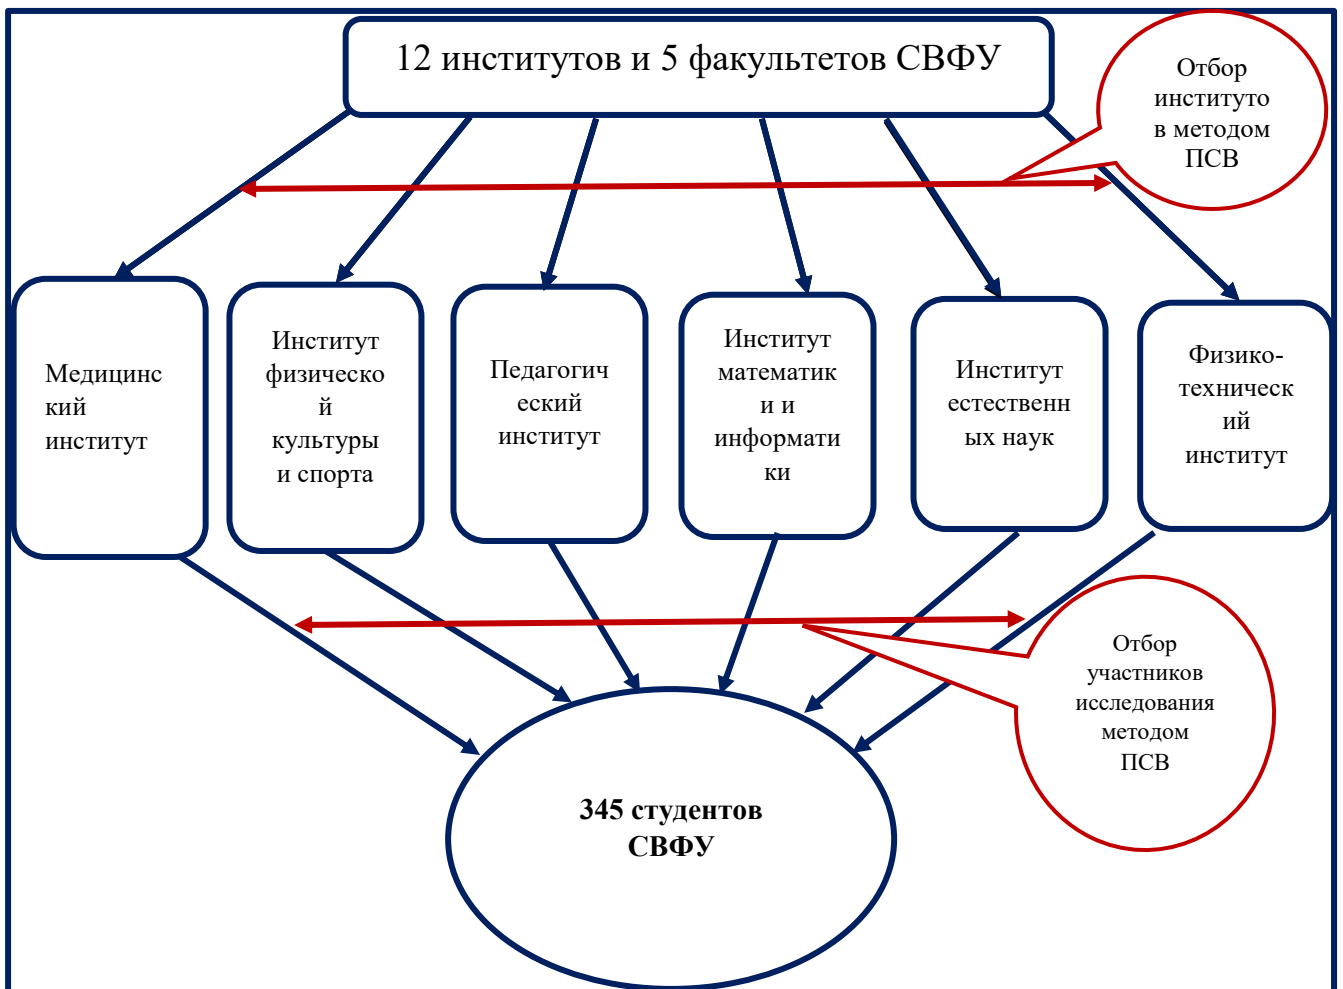 12 институтов и 5 факультетов СВФУ
Отбор
институто
в методом
ПСВ
Медицинс
кий
институт
Институт
физическо
й
культуры
и спорта
Педагогич
еский
институт
Институт
математик
и и
информати
ки
Институт
естественн
ых наук
Физико-
техническ
ий
институт
Отбор
участников
исследования
методом
ПСВ
345 студентов
СВФУ